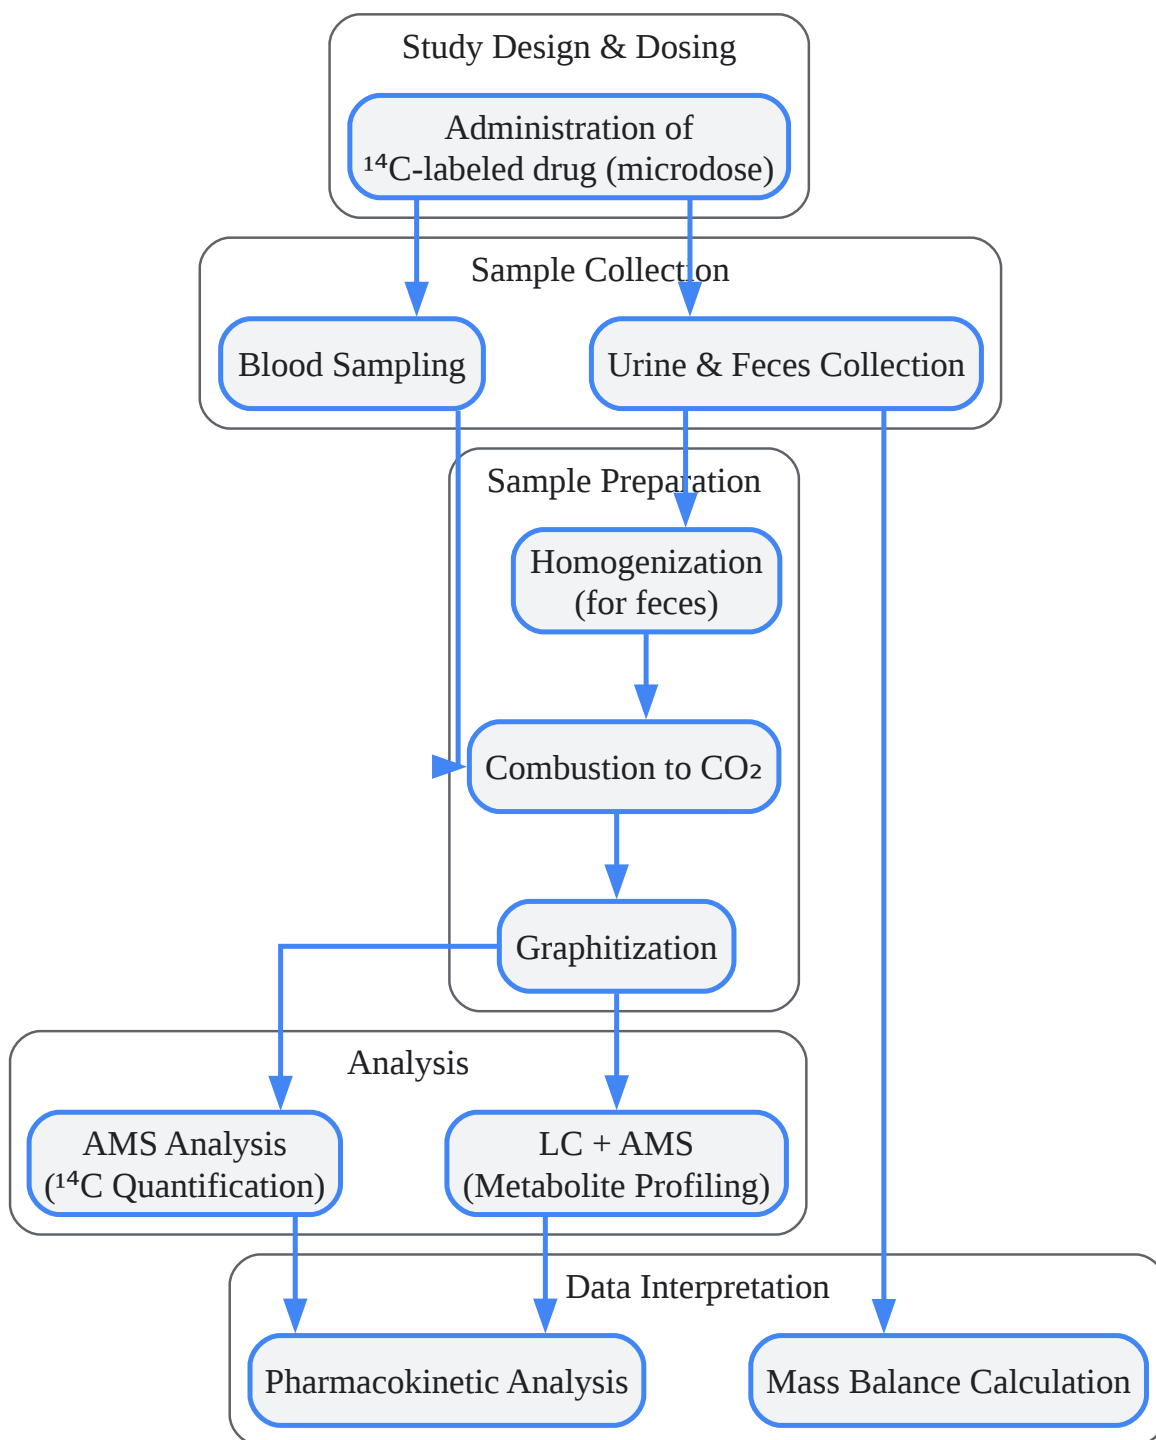 Study Design & Dosing
Administration of
¹⁴C-labeled drug (microdose)
Sample Collection
Blood Sampling
Urine & Feces Collection
Sample Preparation
Homogenization
(for feces)
Combustion to CO₂
Graphitization
Analysis
AMS Analysis
(¹⁴C Quantification)
LC + AMS
(Metabolite Profiling)
Data Interpretation
Pharmacokinetic Analysis
Mass Balance Calculation